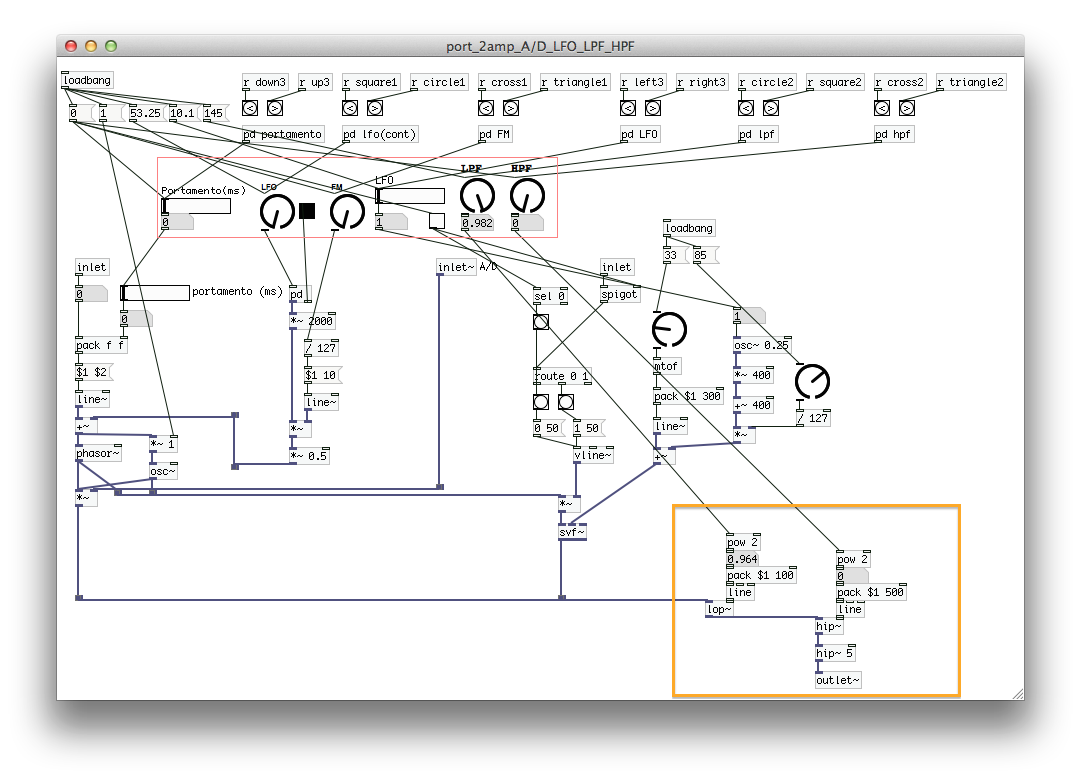 port_2amp_A/D_LFO_LPF_HPF
loadbang
r down3 r up3 r square1 r circle1 r cross1 r triangle1 r left3 r right3 r circle2 r square2 r cross2 r triangle2
< > < > < > < > < > < >
0 1 53.25 10.1 145
pd portamento pd lfo(cont) pd FM pd LFO pd lpf pd hpf
LPF HPF
Portamento(ms) LFO FM LFO
0 1 0.982 0
loadbang
33 85
inlet inlet~ A/D inlet
0 portamento (ms) pd sel 0 spigot
0 *~ 2000 1
pack f f / 127 osc~ 0.25
mtof
$1 $2 $1 10 route 0 1 *~ 400
line~ line~ pack $1 300 +~ 400
/ 127
+~ *~ 0 50 1 50 line~ *~
*~ 1
phasor~ *~ 0.5 vline~ +~
osc~
*~ *~
svf~
pow 2
0.964 pow 2
pack $1 100 0
line pack $1 500
lop~ line
hip~
hip~ 5
outlet~